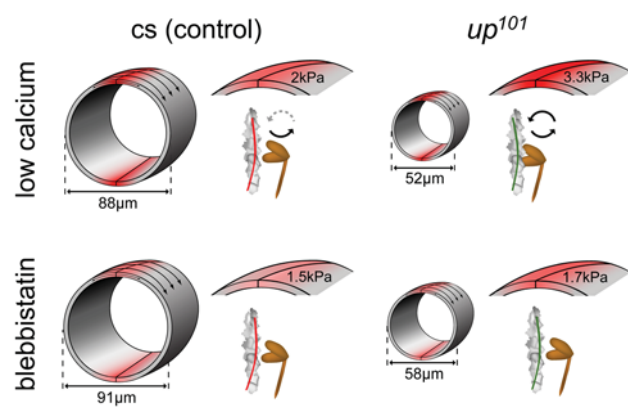 cs (control)
up¹⁰¹
low calcium
2kPa
3.3kPa
88µm
52µm
blebbistatin
1.5kPa
1.7kPa
91µm
58µm